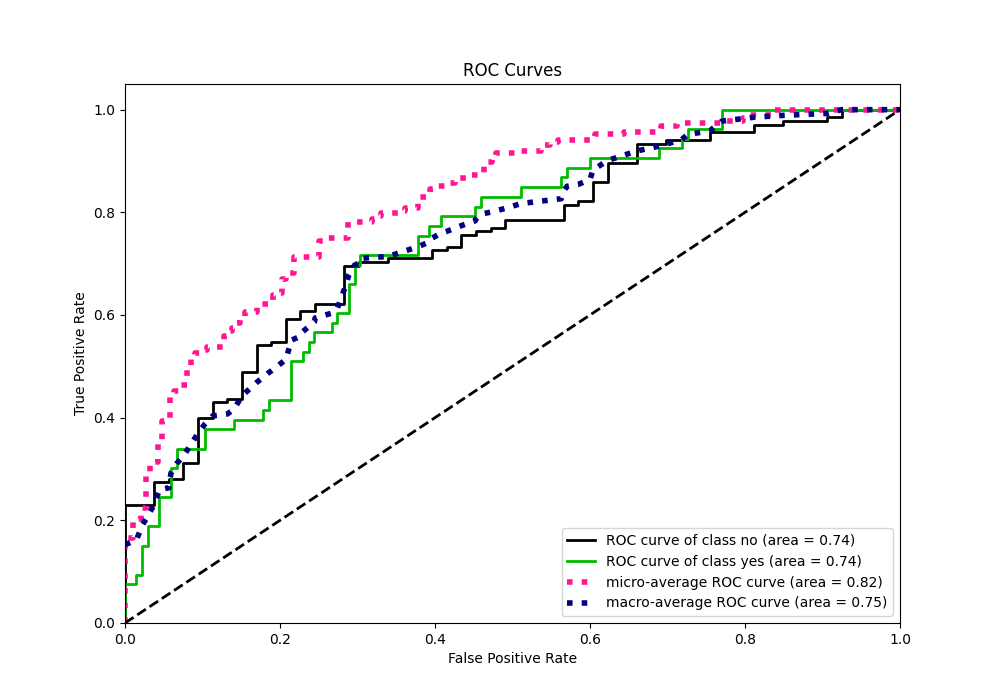 ROC Curves
True Positive Rate
1.0
0.8
0.6
0.4
0.2
0.0
ROC curve of class no (area = 0.74)
ROC curve of class yes (area = 0.74)
micro-average ROC curve (area = 0.82)
macro-average ROC curve (area = 0.75)
0.0 0.2 0.4 0.6 0.8 1.0
False Positive Rate